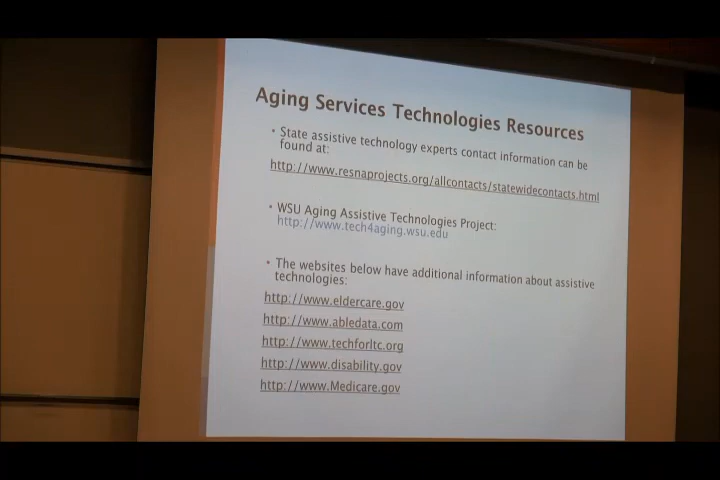 Aging Services Technologies Resources
• State assistive technology experts contact information can be
found at:
http://www.resnaprojects.org/allcontacts/statewidecontacts.html
• WSU Aging Assistive Technologies Project:
http://www.tech4aging.wsu.edu
• The websites below have additional information about assistive
technologies:
http://www.eldercare.gov
http://www.abledata.com
http://www.techforltc.org
http://www.disability.gov
http://www.Medicare.gov